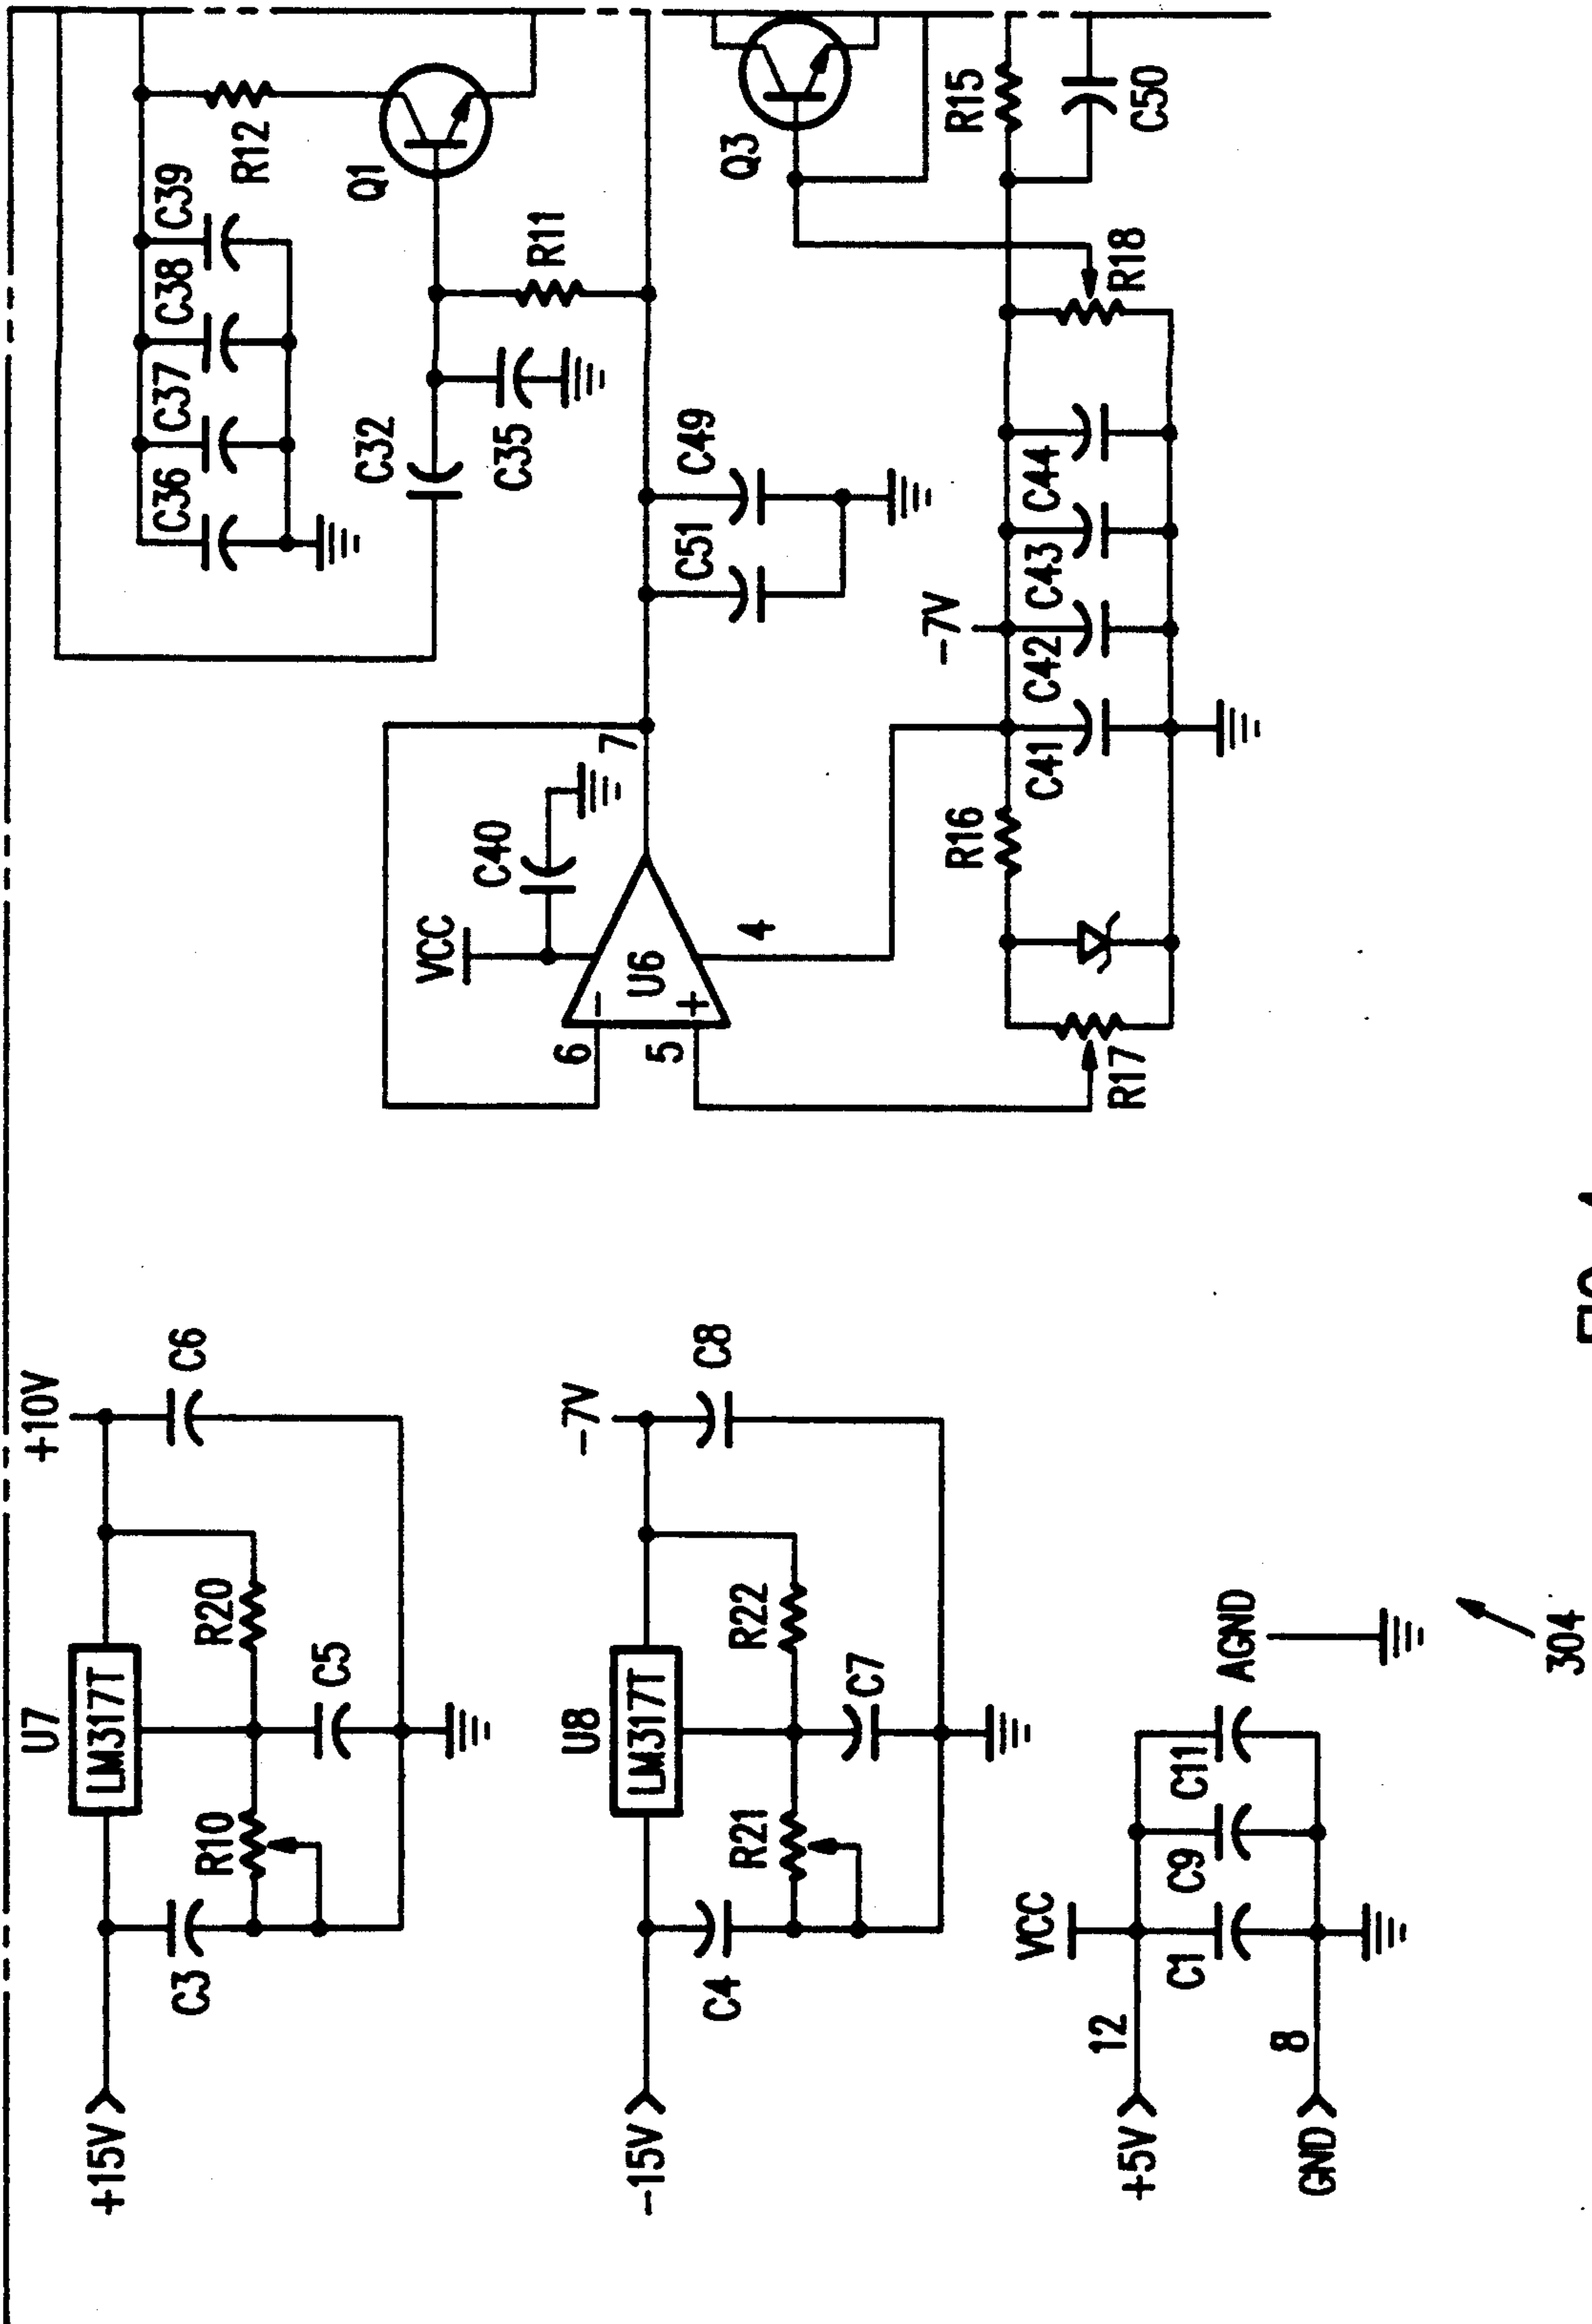 +15V
C3
U7
LM317T
R10
R20
C5
+10V
C6
-15V
C4
U8
LM317T
R21
R22
C7
-7V
C8
+5V
12
GND
8
VCC
C1
C9
C11
AGND
304
C36
C37
C38
C39
R12
Q1
C32
C35
R11
VCC
C40
6
5
U6
−
+
7
4
C51
C49
Q3
R17
R16
-7V
C41
C42
C43
C44
R18
R15
C50